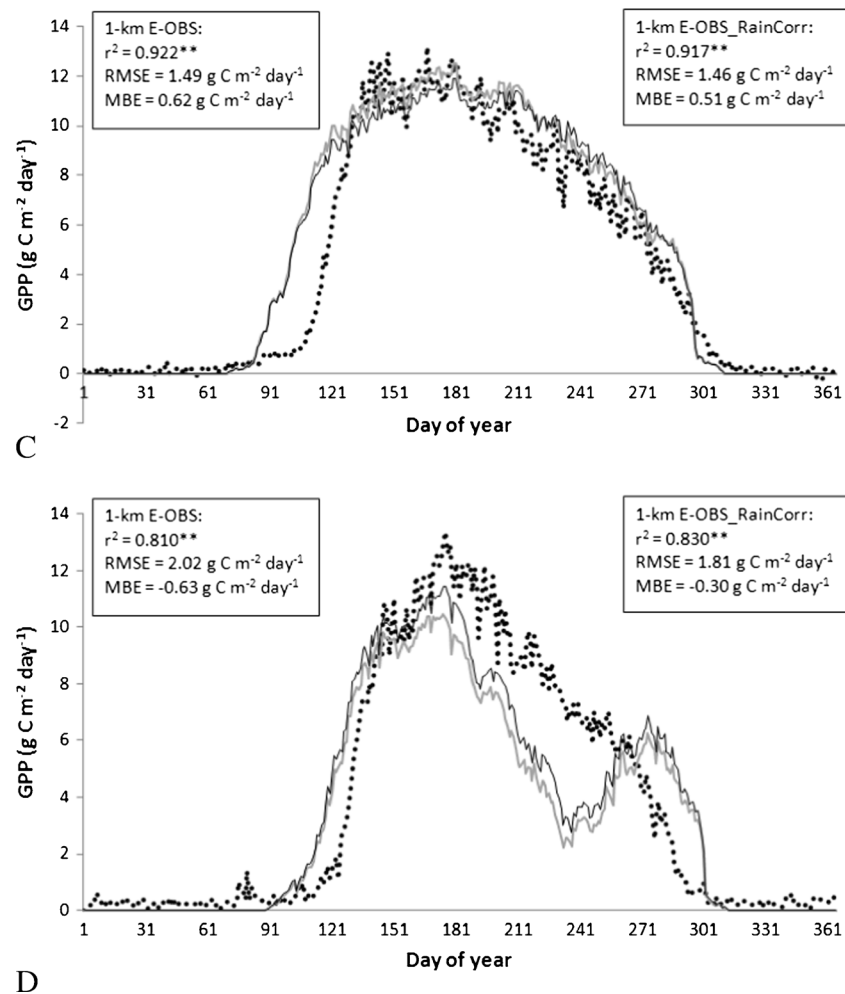 1-km E-OBS:
r² = 0.922**
RMSE = 1.49 g C m⁻² day⁻¹
MBE = 0.62 g C m⁻² day⁻¹
1-km E-OBS_RainCorr:
r² = 0.917**
RMSE = 1.46 g C m⁻² day⁻¹
MBE = 0.51 g C m⁻² day⁻¹
GPP (g C m⁻² day⁻¹)
14
12
10
8
6
4
2
0
-2
1 31 61 91 121 151 181 211 241 271 301 331 361
Day of year
C
1-km E-OBS:
r² = 0.810**
RMSE = 2.02 g C m⁻² day⁻¹
MBE = -0.63 g C m⁻² day⁻¹
1-km E-OBS_RainCorr:
r² = 0.830**
RMSE = 1.81 g C m⁻² day⁻¹
MBE = -0.30 g C m⁻² day⁻¹
GPP (g C m⁻² day⁻¹)
14
12
10
8
6
4
2
0
1 31 61 91 121 151 181 211 241 271 301 331 361
Day of year
D